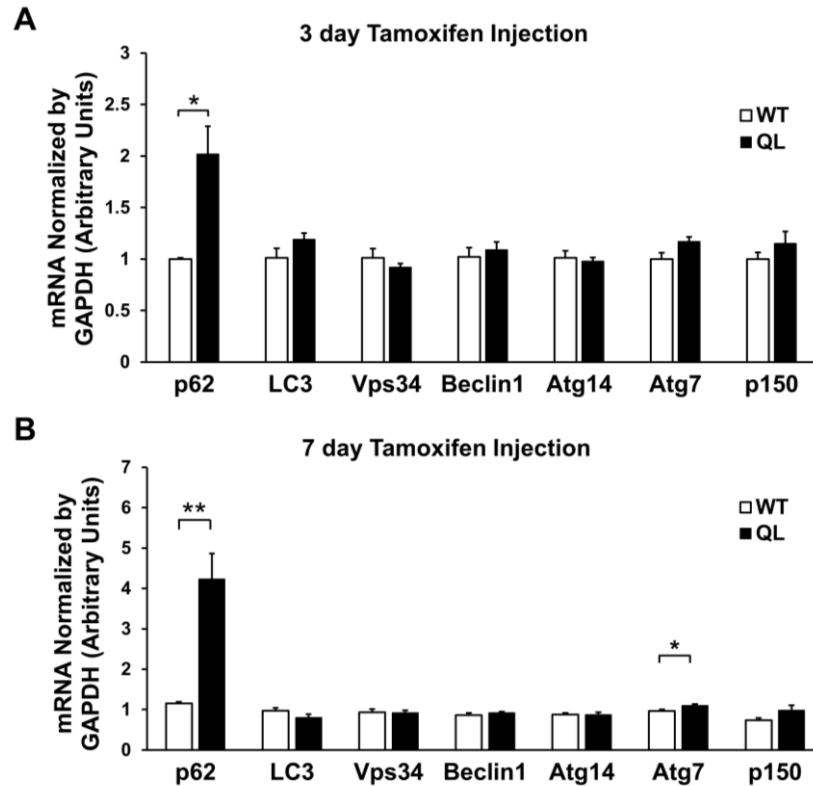 A
3 day Tamoxifen Injection
mRNA Normalized by
GAPDH (Arbitrary Units)
3
2.5
2
1.5
1
0.5
0
*
WT
QL
p62 LC3 Vps34 Beclin1 Atg14 Atg7 p150
B
7 day Tamoxifen Injection
mRNA Normalized by
GAPDH (Arbitrary Units)
7
6
5
4
3
2
1
0
**
*
WT
QL
p62 LC3 Vps34 Beclin1 Atg14 Atg7 p150